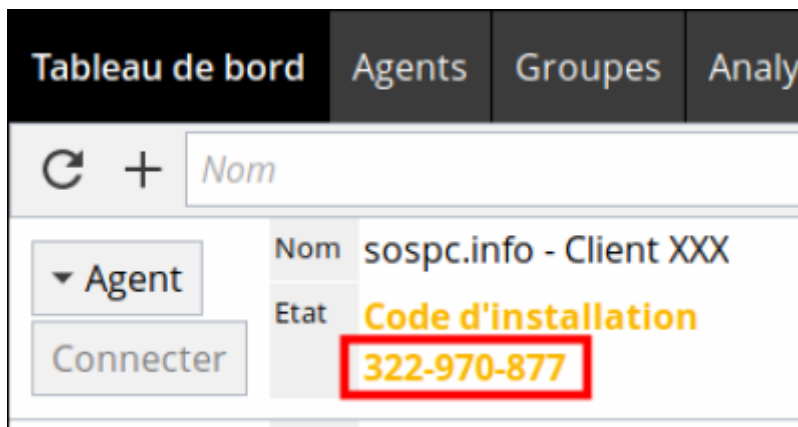 Tableau de bord Agents Groupes
Nom
Nom sospc.info - Client XXX
Agent
Etat Code d'installation
Connecter 322-970-877